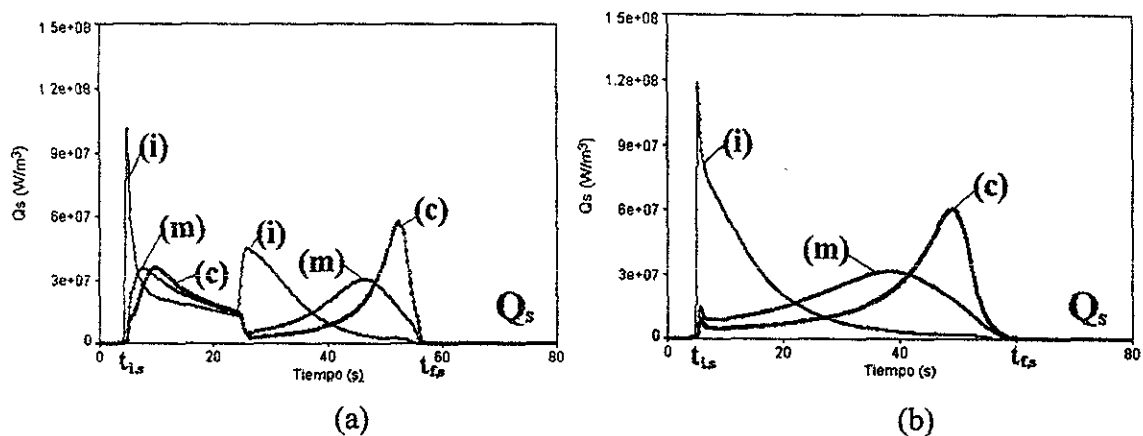 1.5e+08
1.2e+08
9e+07
6e+07
3e+07
0
Qs (W/m³)
(i)
(m)
(c)
(i)
(m)
(c)
Qs
0
20
40
60
80
ti,s
Tiempo (s)
tf,s
(a)
1.5e+08
1.2e+08
9e+07
6e+07
3e+07
0
Qs (W/m³)
(i)
(m)
(c)
Qs
0
20
40
60
80
ti,s
Tiempo (s)
tf,s
(b)